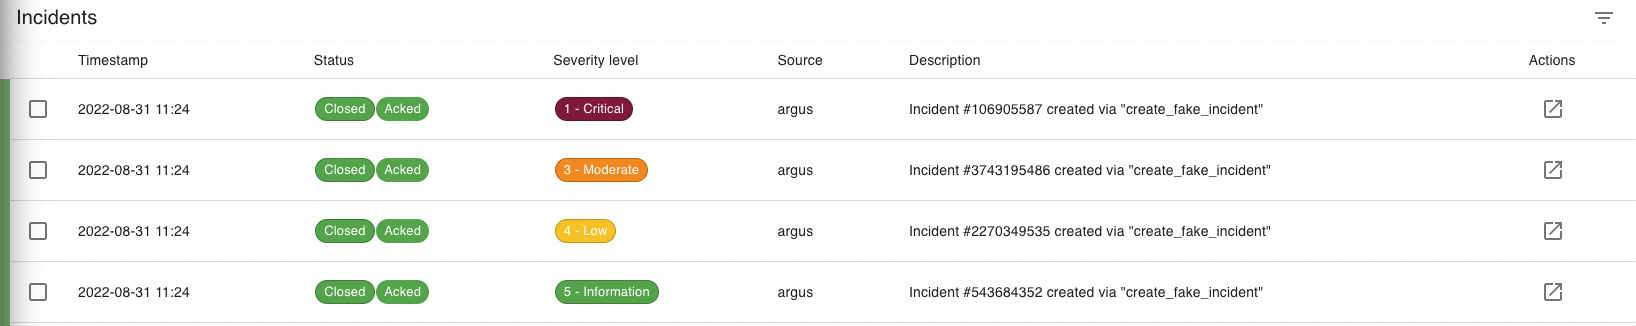 Incidents
Timestamp Status Severity level Source Description Actions
2022-08-31 11:24 Closed Acked 1 - Critical argus Incident #106905587 created via "create_fake_incident"
2022-08-31 11:24 Closed Acked 3 - Moderate argus Incident #3743195486 created via "create_fake_incident"
2022-08-31 11:24 Closed Acked 4 - Low argus Incident #2270349535 created via "create_fake_incident"
2022-08-31 11:24 Closed Acked 5 - Information argus Incident #543684352 created via "create_fake_incident"